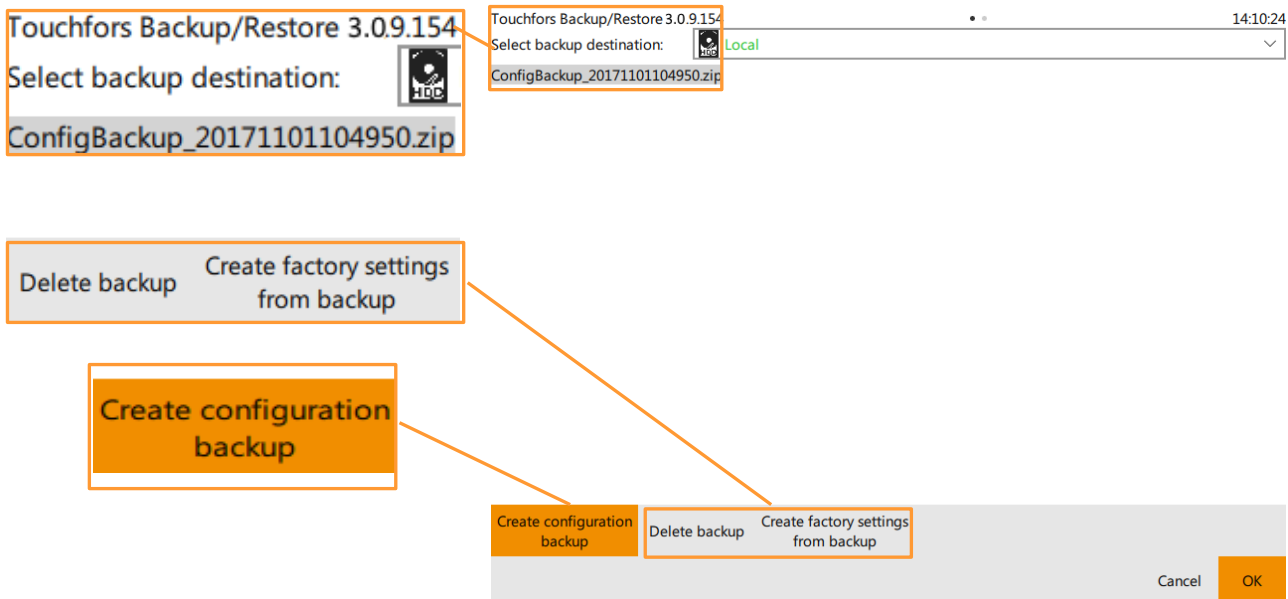 Touchfors Backup/Restore 3.0.9.154
Select backup destination:
HDD
ConfigBackup_20171101104950.zip
Delete backup
Create factory settings
from backup
Create configuration
backup
Touchfors Backup/Restore 3.0.9.154
14:10:24
Select backup destination:
HDD
Local
ConfigBackup_20171101104950.zip
Create configuration
backup
Delete backup
Create factory settings
from backup
Cancel
OK